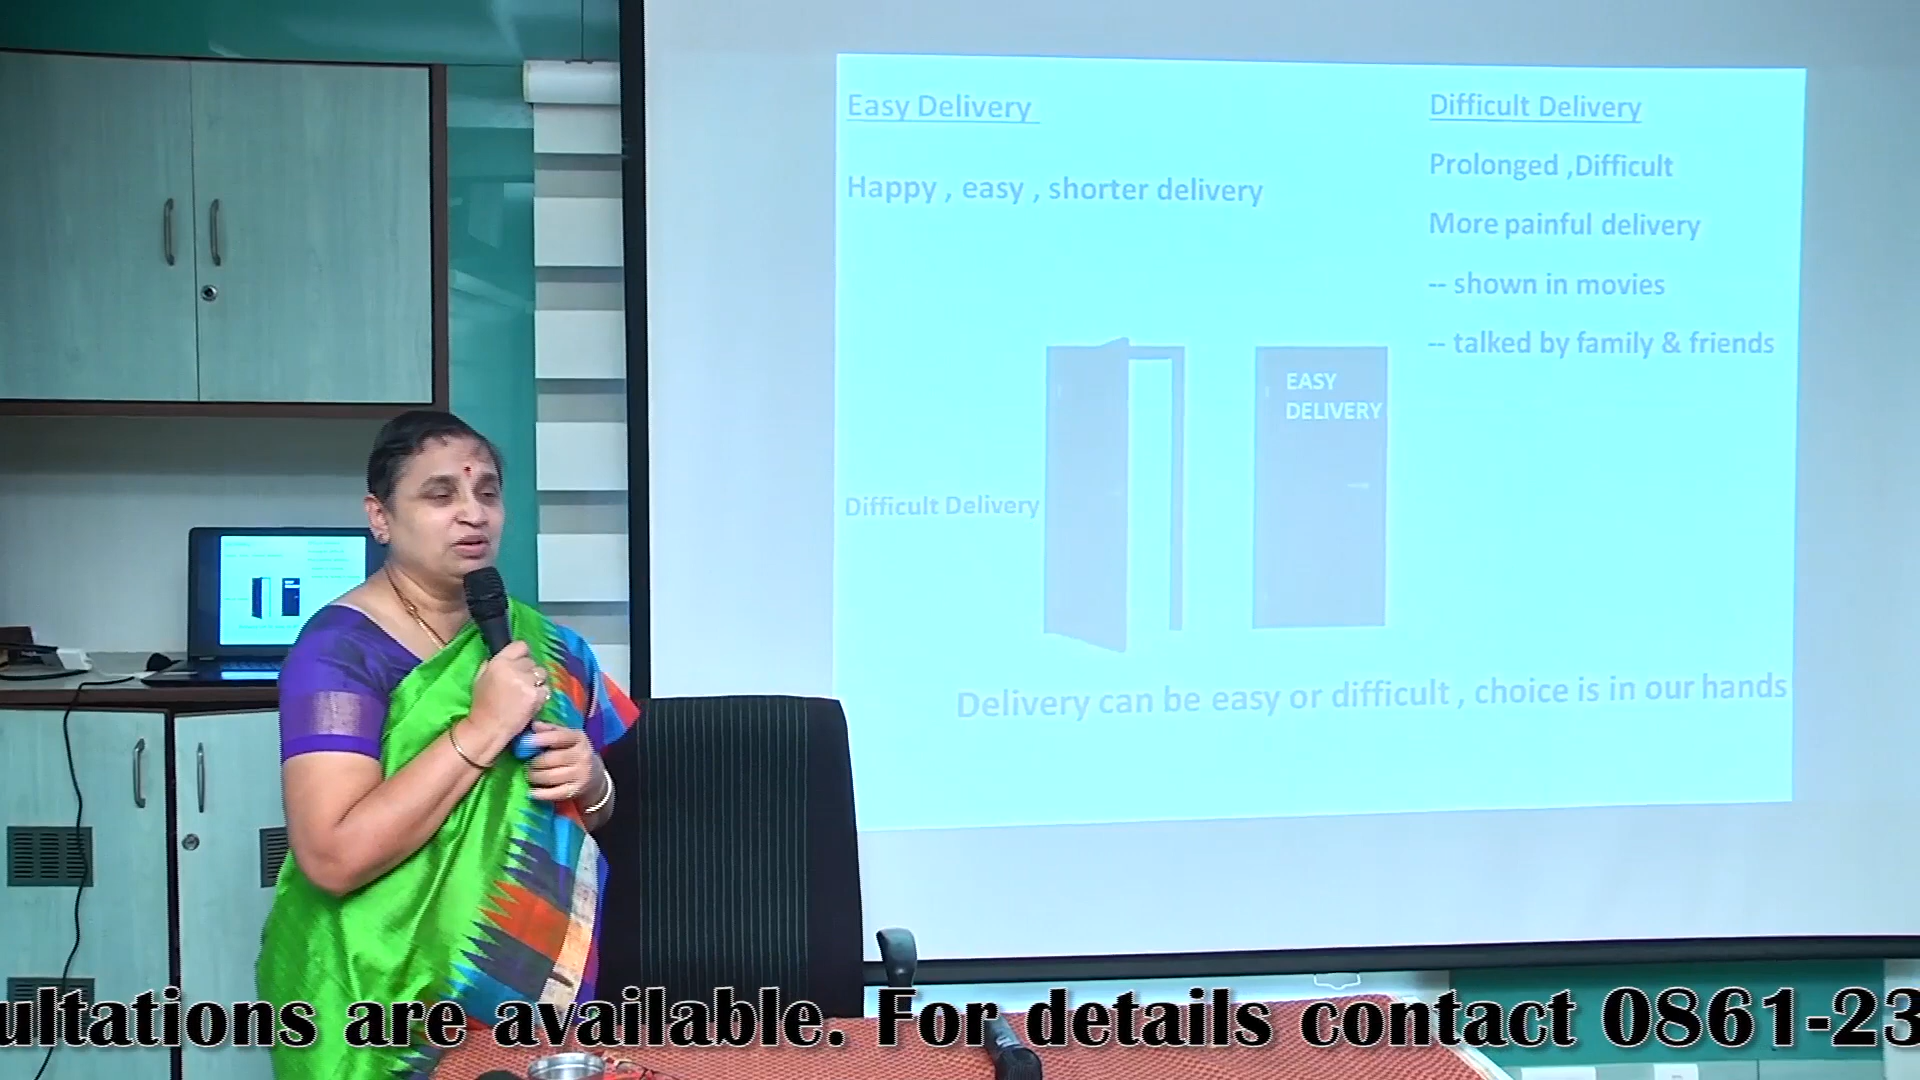 Easy Delivery
Happy , easy , shorter delivery
Difficult Delivery
Prolonged ,Difficult
More painful delivery
-- shown in movies
-- talked by family & friends
EASY
DELIVERY
Difficult Delivery
Delivery can be easy or difficult , choice is in our hands
ultations are available. For details contact 0861-23